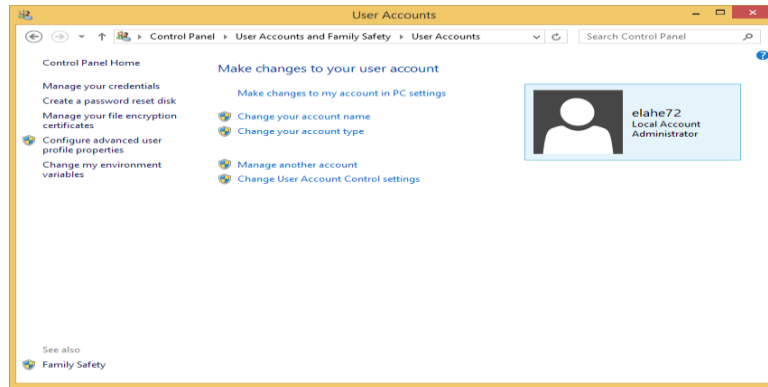 User Accounts
Control Panel User Accounts and Family Safety User Accounts
Search Control Panel
Control Panel Home
Manage your credentials
Create a password reset disk
Manage your file encryption
certificates
Configure advanced user
profile properties
Change my environment
variables
Make changes to your user account
Make changes to my account in PC settings
Change your account name
Change your account type
Manage another account
Change User Account Control settings
elahe72
Local Account
Administrator
See also
Family Safety